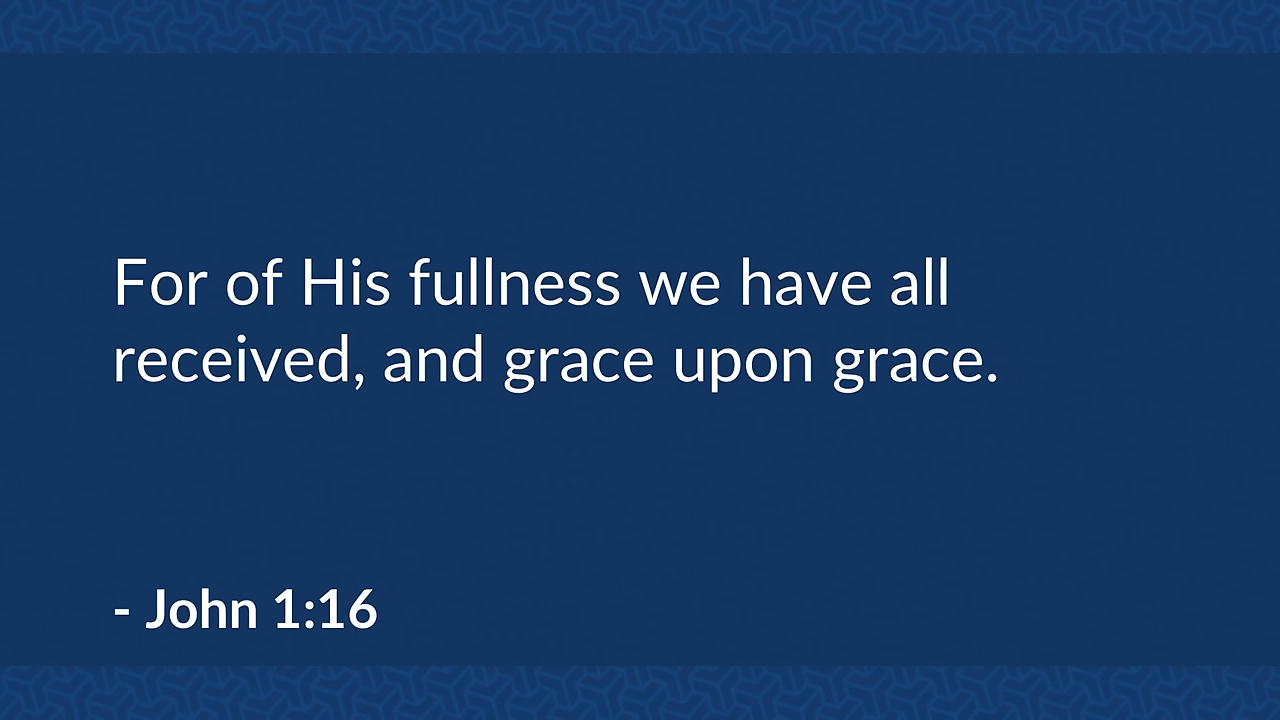 For of His fullness we have all
received, and grace upon grace.
- John 1:16